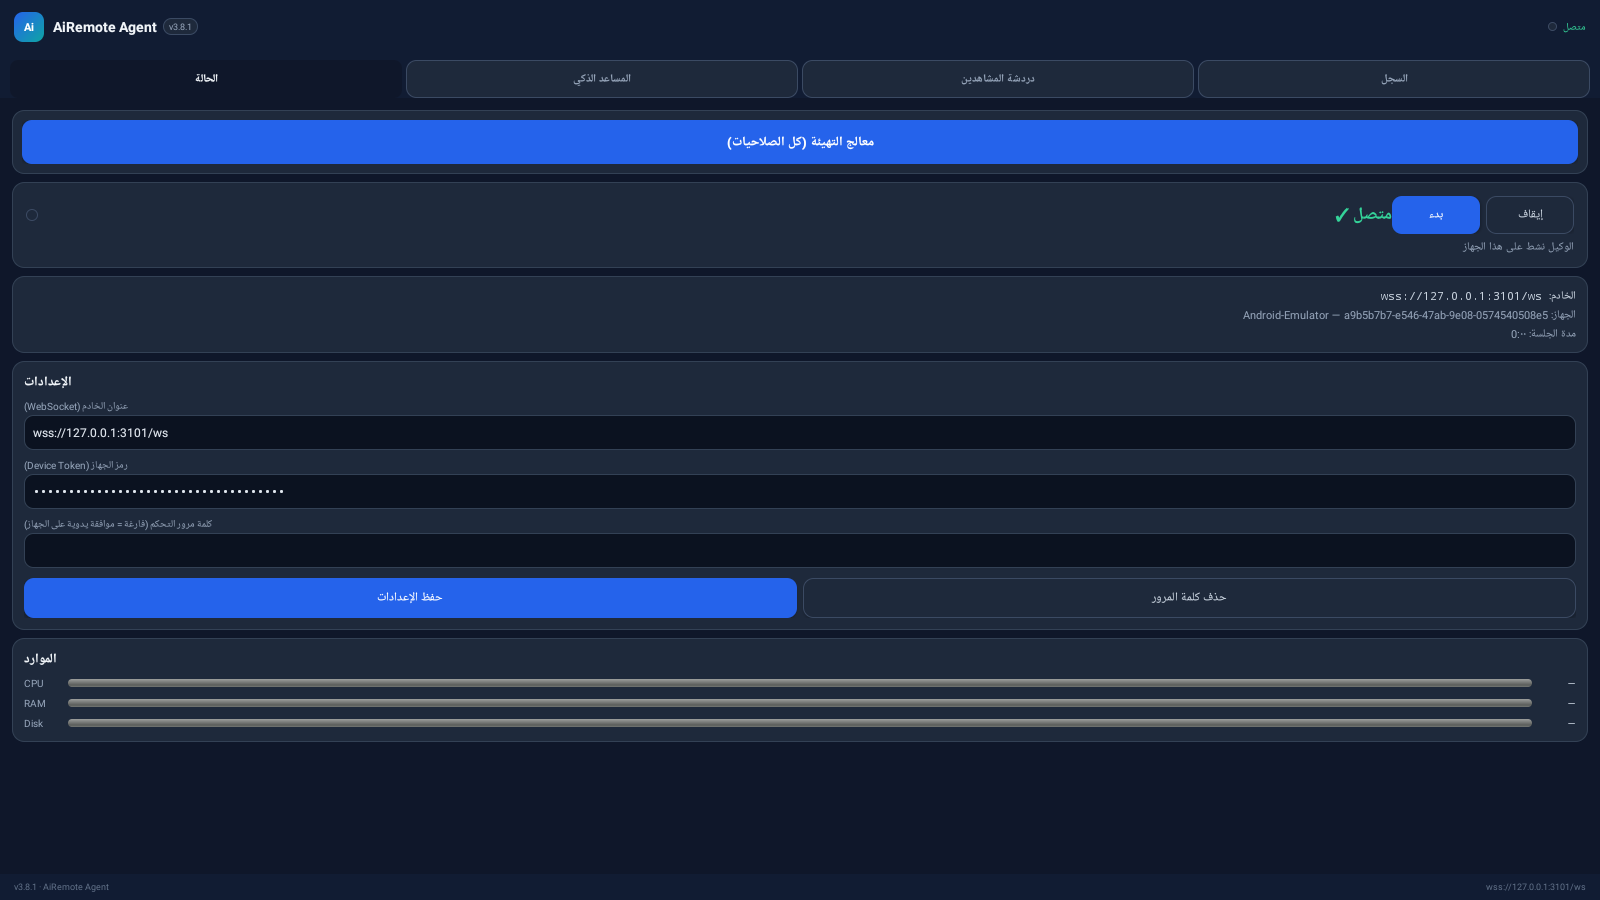 Ai
AiRemote Agent
v3.8.1
متصل
الحالة
المساعد الذكي
دردشة المشاهدين
السجل
معالج التهيئة (كل الصلاحيات)
إيقاف
بدء
متصل ✓
الوكيل نشط على هذا الجهاز
الخادم: wss://127.0.0.1:3101/ws
الجهاز: Android-Emulator — a9b5b7b7-e546-47ab-9e08-0574540508e5
مدة الجلسة: 0:٠٠
الإعدادات
عنوان الخادم (WebSocket)
wss://127.0.0.1:3101/ws
رمز الجهاز (Device Token)
كلمة مرور التحكم (فارغة = موافقة يدوية على الجهاز)
حفظ الإعدادات
حذف كلمة المرور
الموارد
CPU —
RAM —
Disk —
v3.8.1 · AiRemote Agent
wss://127.0.0.1:3101/ws